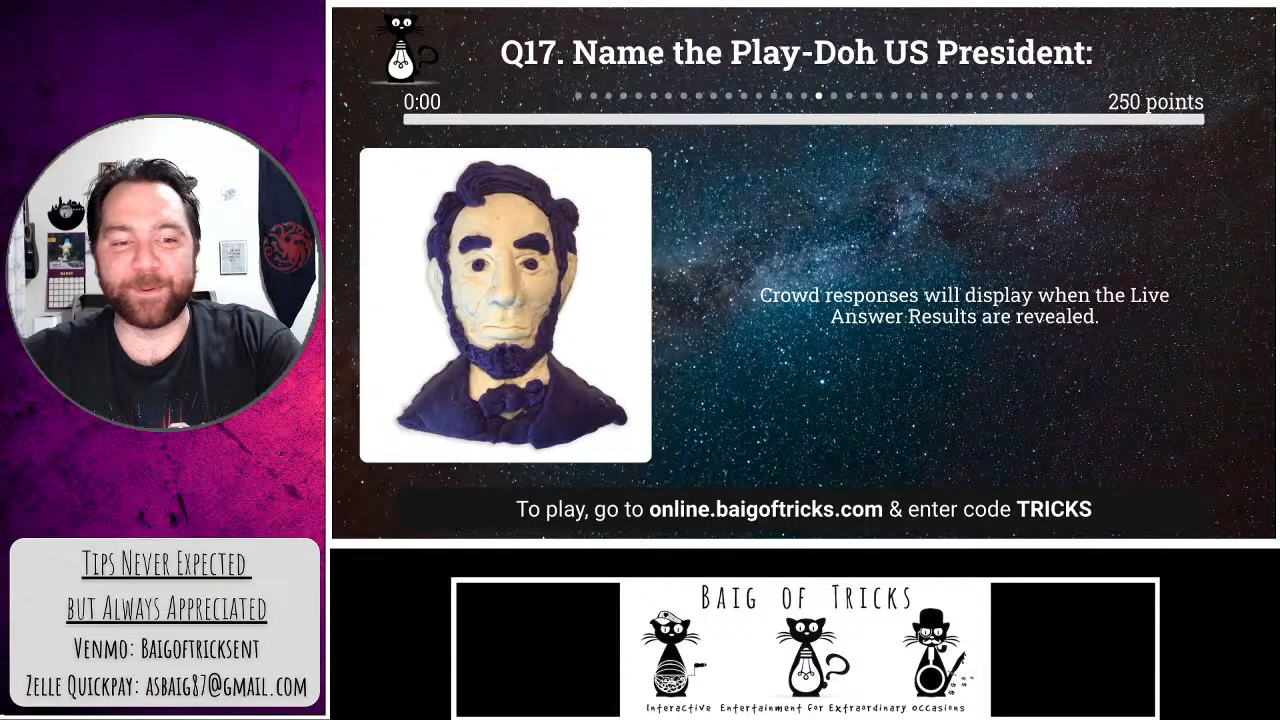 Q17. Name the Play-Doh US President:
0:00
250 points
Crowd responses will display when the Live
Answer Results are revealed.
To play, go to online.baigoftricks.com & enter code TRICKS
Tips Never Expected
but Always Appreciated
Venmo: Baigoftricksent
Zelle Quickpay: asbaig87@gmail.com
Baig of Tricks
Interactive Entertainment for Extraordinary Occasions